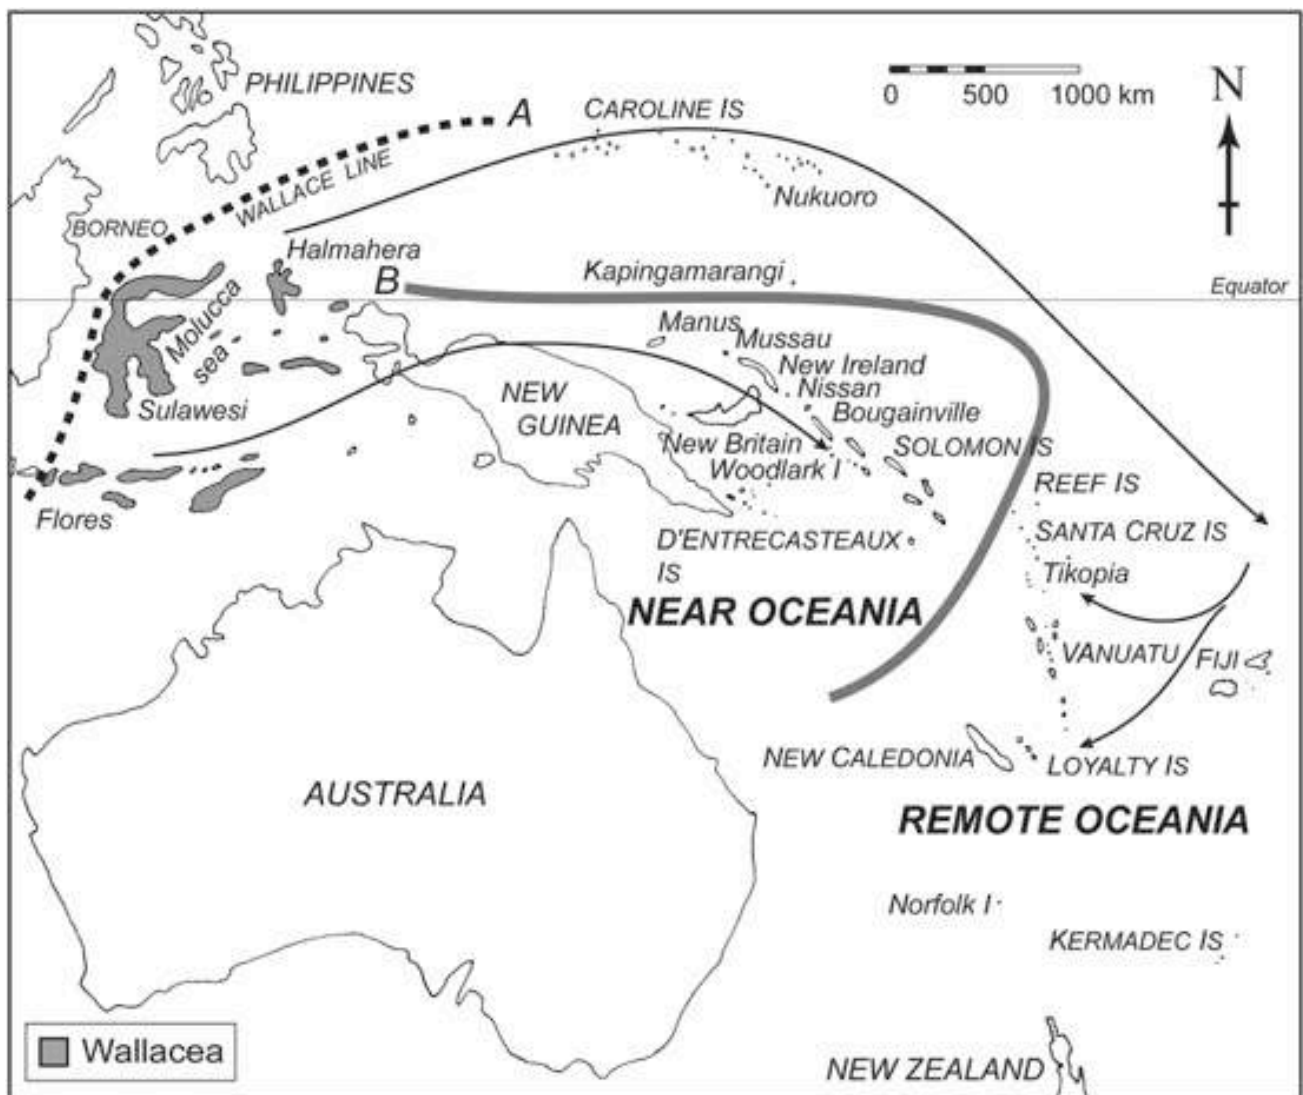 PHILIPPINES
0 500 1000 km
N
CAROLINE IS
A
WALLACE LINE
Nukuoro
BORNEO
Halmahera
B
Kapingamarangi
Equator
Molucca
sea
Manus
Mussau
New Ireland
Nissan
Bougainville
NEW
GUINEA
Sulawesi
New Britain
SOLOMON IS
Woodlark I
REEF IS
Flores
D'ENTRECASTEAUX
IS
SANTA CRUZ IS
Tikopia
NEAR OCEANIA
VANUATU
FIJI
NEW CALEDONIA
LOYALTY IS
AUSTRALIA
REMOTE OCEANIA
Norfolk I
KERMADEC IS
Wallacea
NEW ZEALAND